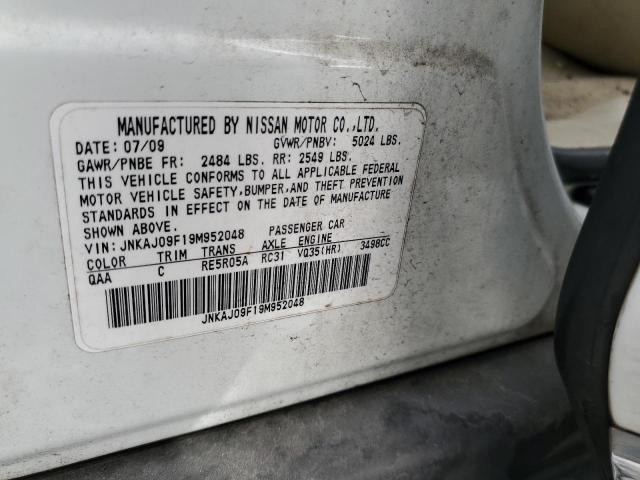 MANUFACTURED BY NISSAN MOTOR CO.,LTD.
DATE: 07/09 GVWR/PNBV: 5024 LBS.
GAWR/PNBE FR: 2484 LBS. RR: 2549 LBS.
THIS VEHICLE CONFORMS TO ALL APPLICABLE FEDERAL
MOTOR VEHICLE SAFETY,BUMPER,AND THEFT PREVENTION
STANDARDS IN EFFECT ON THE DATE OF MANUFACTURE
SHOWN ABOVE.
VIN: JNKAJ09F19M952048 PASSENGER CAR
COLOR TRIM TRANS AXLE ENGINE
QAA C RE5R05A RC31 VQ35(HR) 3498CC
JNKAJ09F19M952048